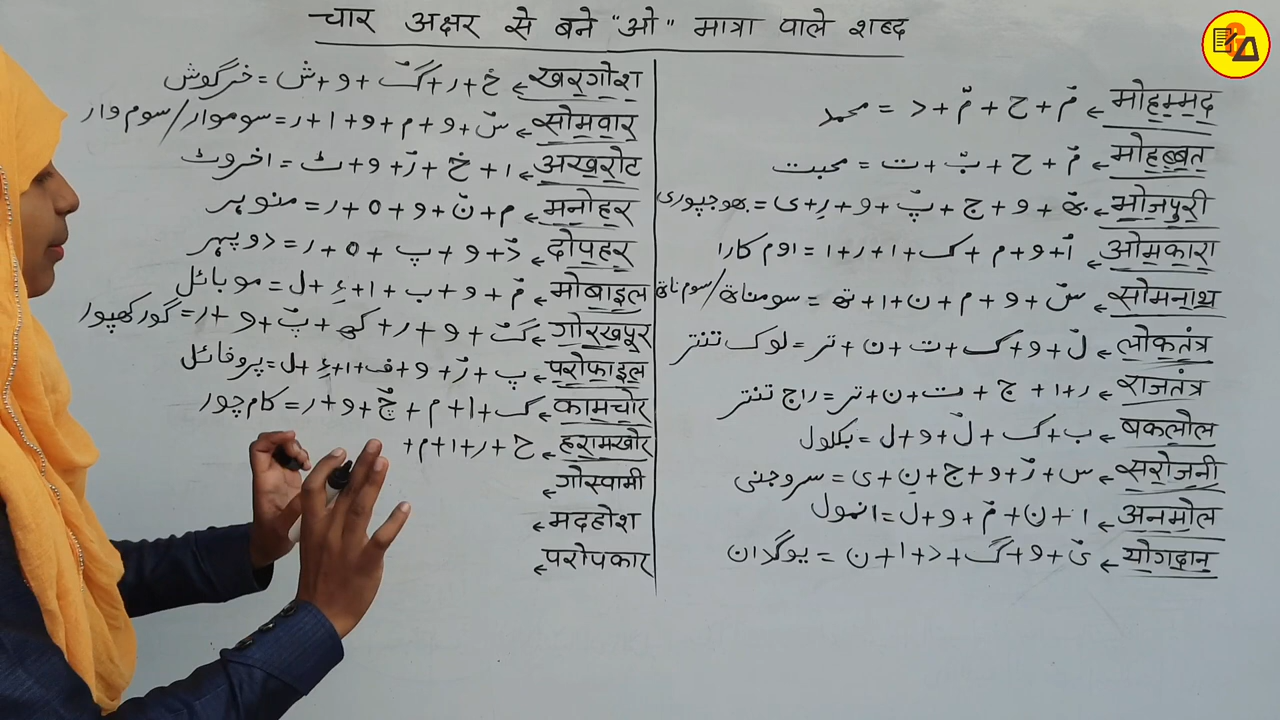 चार अक्षर से बने "ओ" मात्रा वाले शब्द
मोहम्मद ← مُ + ح + مّ + د = محمد
मोहब्बत ← مُ + ح + بّ + ت = محبت
भोजपुरी ← بھ + و + ج + پُ + و + رِ + ی = بھوجپوری
ओमकारा ← اُ + و + م + ک + ا + ر + ا = اوم کارا
सोमनाथ ← سُ + و + م + ن + ا + تھ = سومناتھ / سوم ناتھ
लोकतंत्र ← لُ + و + ک + ت + ن + تر = لوک تنتر
राजतंत्र ← ر + ا + ج + ت + ن + تر = راج تنتر
बकलोल ← ب + ک + لُ + و + ل = بکلول
सरोजनी ← س + رُ + و + ج + نِ + ی = سروجنی
अनमोल ← ا + ن + مُ + و + ل = انمول
योगदान ← یُ + و + گ + د + ا + ن = یوگدان
खरगोश ← خ + ر + گُ + و + ش = خرگوش
सोमवार ← سُ + و + م + و + ا + ر = سوموار / سوم وار
अखरोट ← ا + خ + رُ + و + ٹ = اخروٹ
मनोहर ← م + نُ + و + ہ + ر = منوہر
दोपहर ← دُ + و + پ + ہ + ر = دوپہر
मोबाइल ← مُ + و + ب + ا + ئِ + ل = موبائل
गोरखपुर ← گُ + و + ر + کھ + پُ + و + ر = گورکھپور
परोफाइल ← پ + رُ + و + ف + ا + ئِ + ل = پروفائل
कामचोर ← ک + ا + م + چُ + و + ر = کام چور
हरामखोर ← ح + ر + ا + م +
गोस्वामी ←
मदहोश ←
परोपकार ←